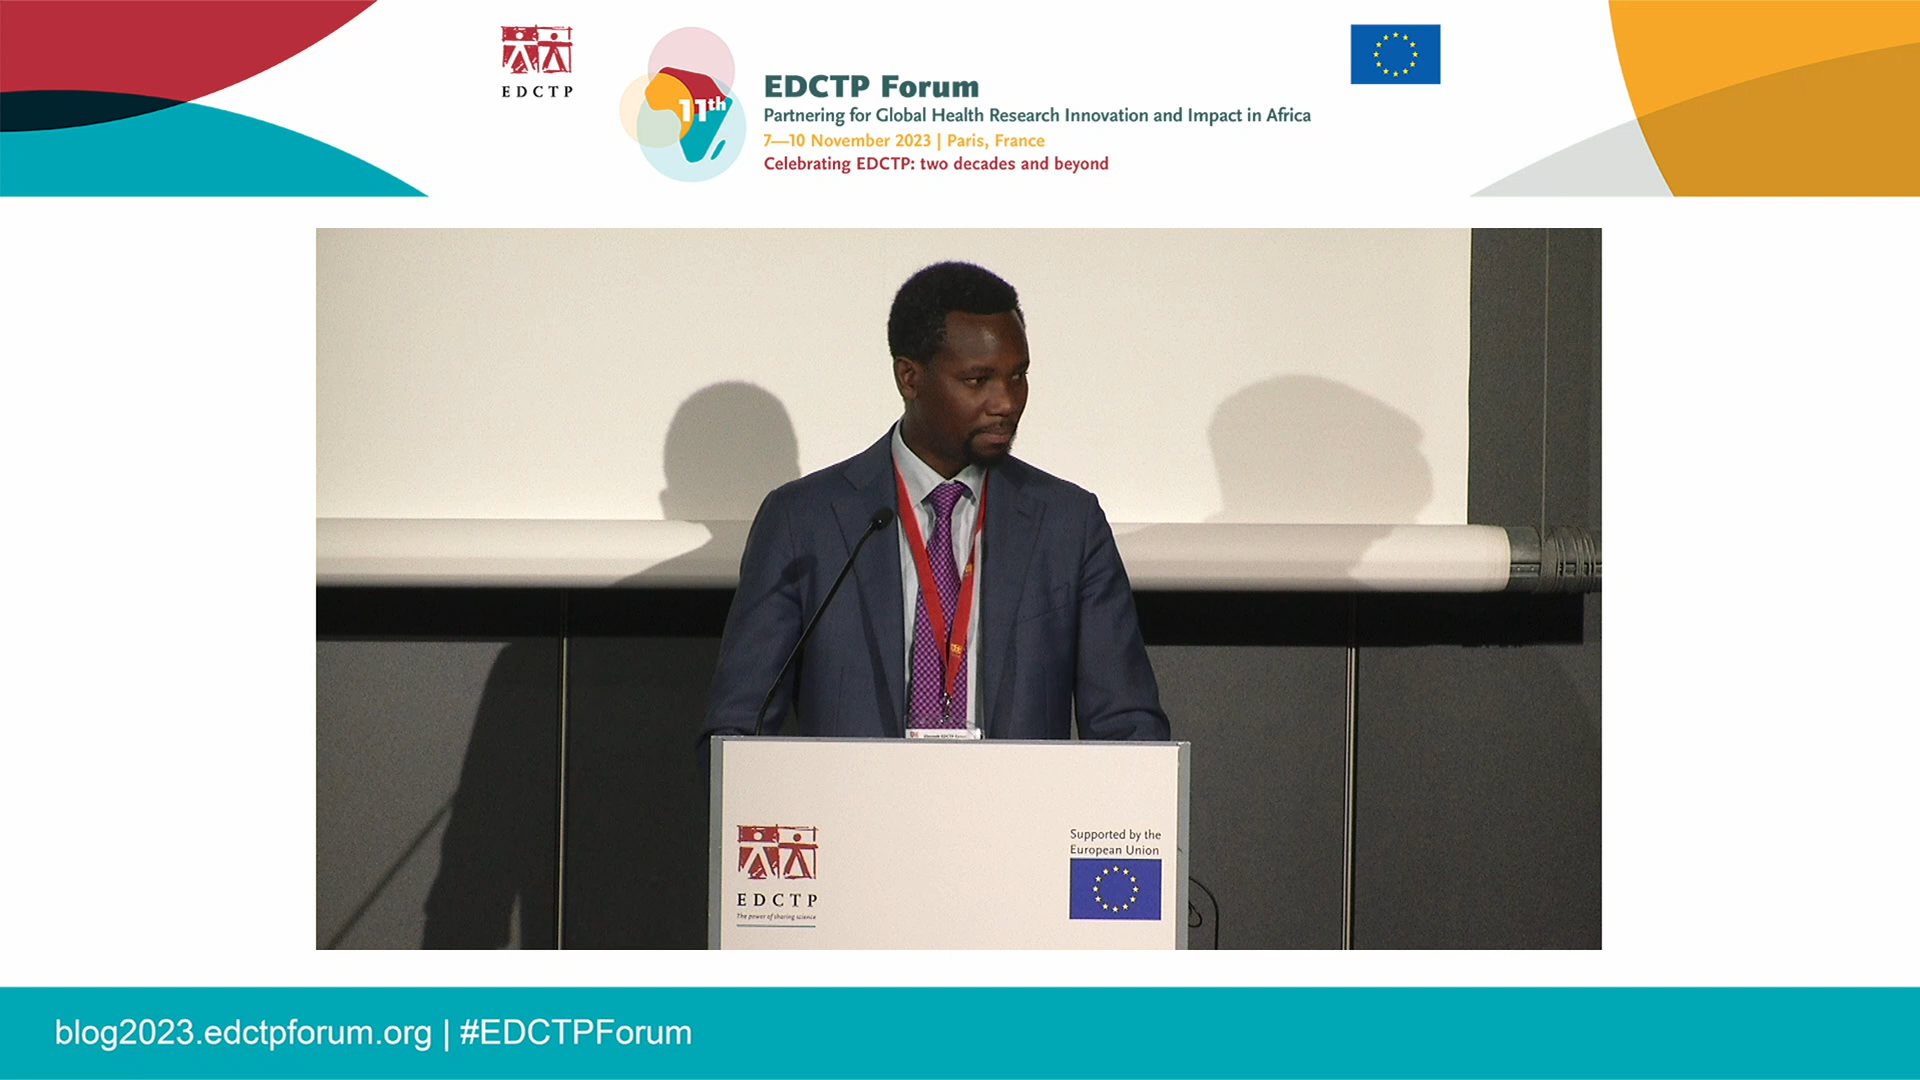 EDCTP
11th
EDCTP Forum
Partnering for Global Health Research Innovation and Impact in Africa
7—10 November 2023 | Paris, France
Celebrating EDCTP: two decades and beyond
EDCTP
The power of sharing science
Supported by the
European Union
blog2023.edctpforum.org | #EDCTPForum